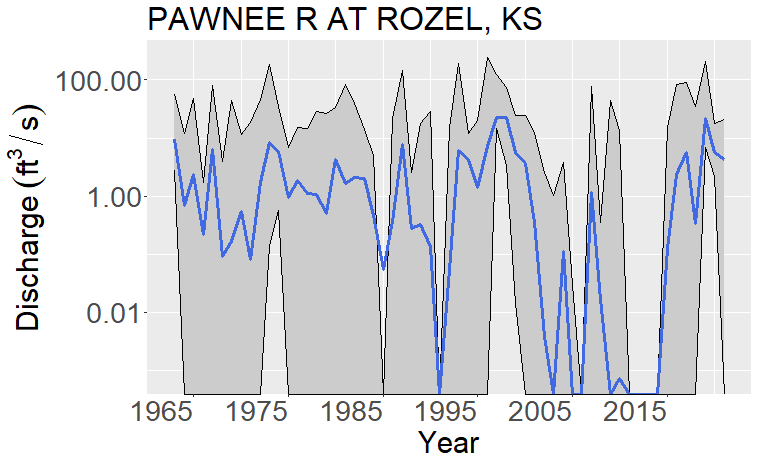 PAWNEE R AT ROZEL, KS
100.00
1.00
0.01
Discharge (ft³/s)
1965 1975 1985 1995 2005 2015
Year